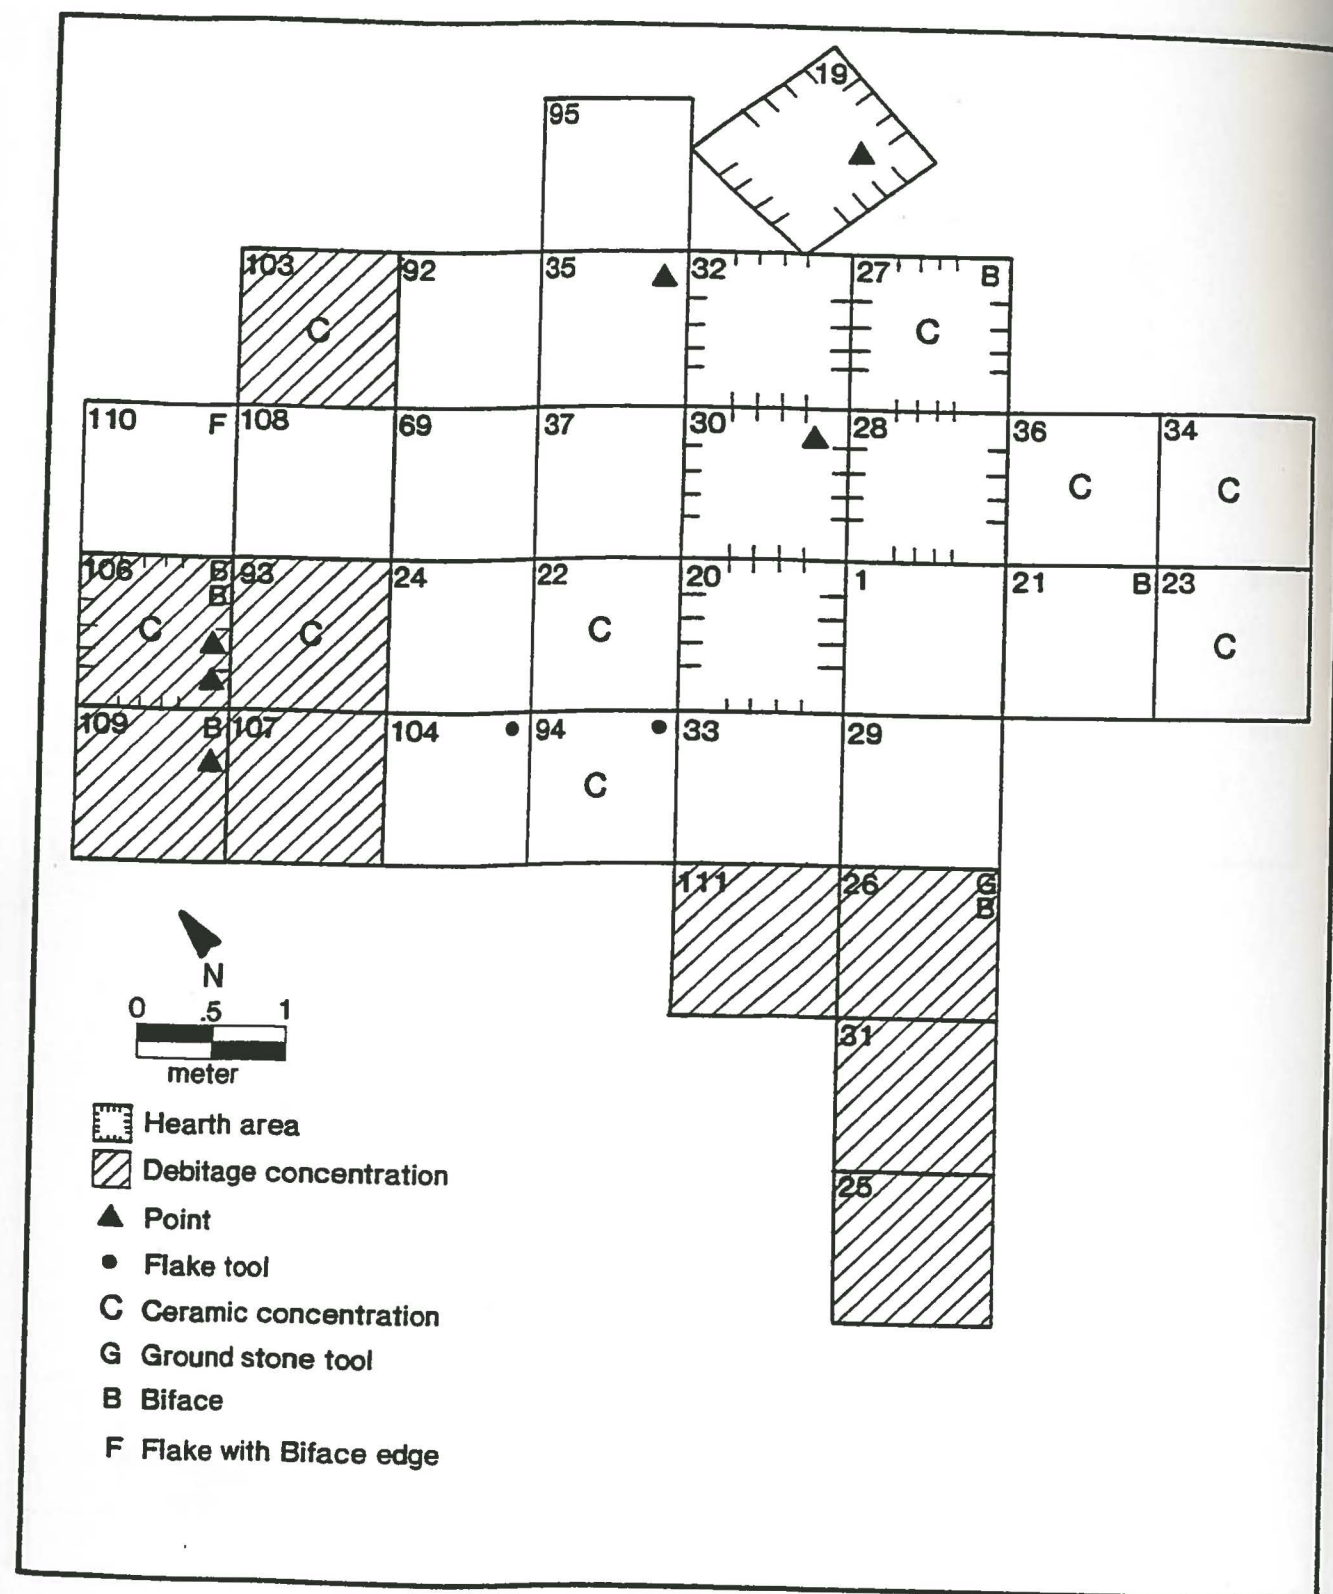 19
95
103 92 35 32 27 B
C C
110 F 108 69 37 30 28 36 34
C C
106 B 93 24 22 20 1 21 B 23
B
C C C C
109 B 107 104 94 33 29
C
111 26 G
B
N
0 .5 1
meter
31
25
Hearth area
Debitage concentration
Point
Flake tool
C Ceramic concentration
G Ground stone tool
B Biface
F Flake with Biface edge